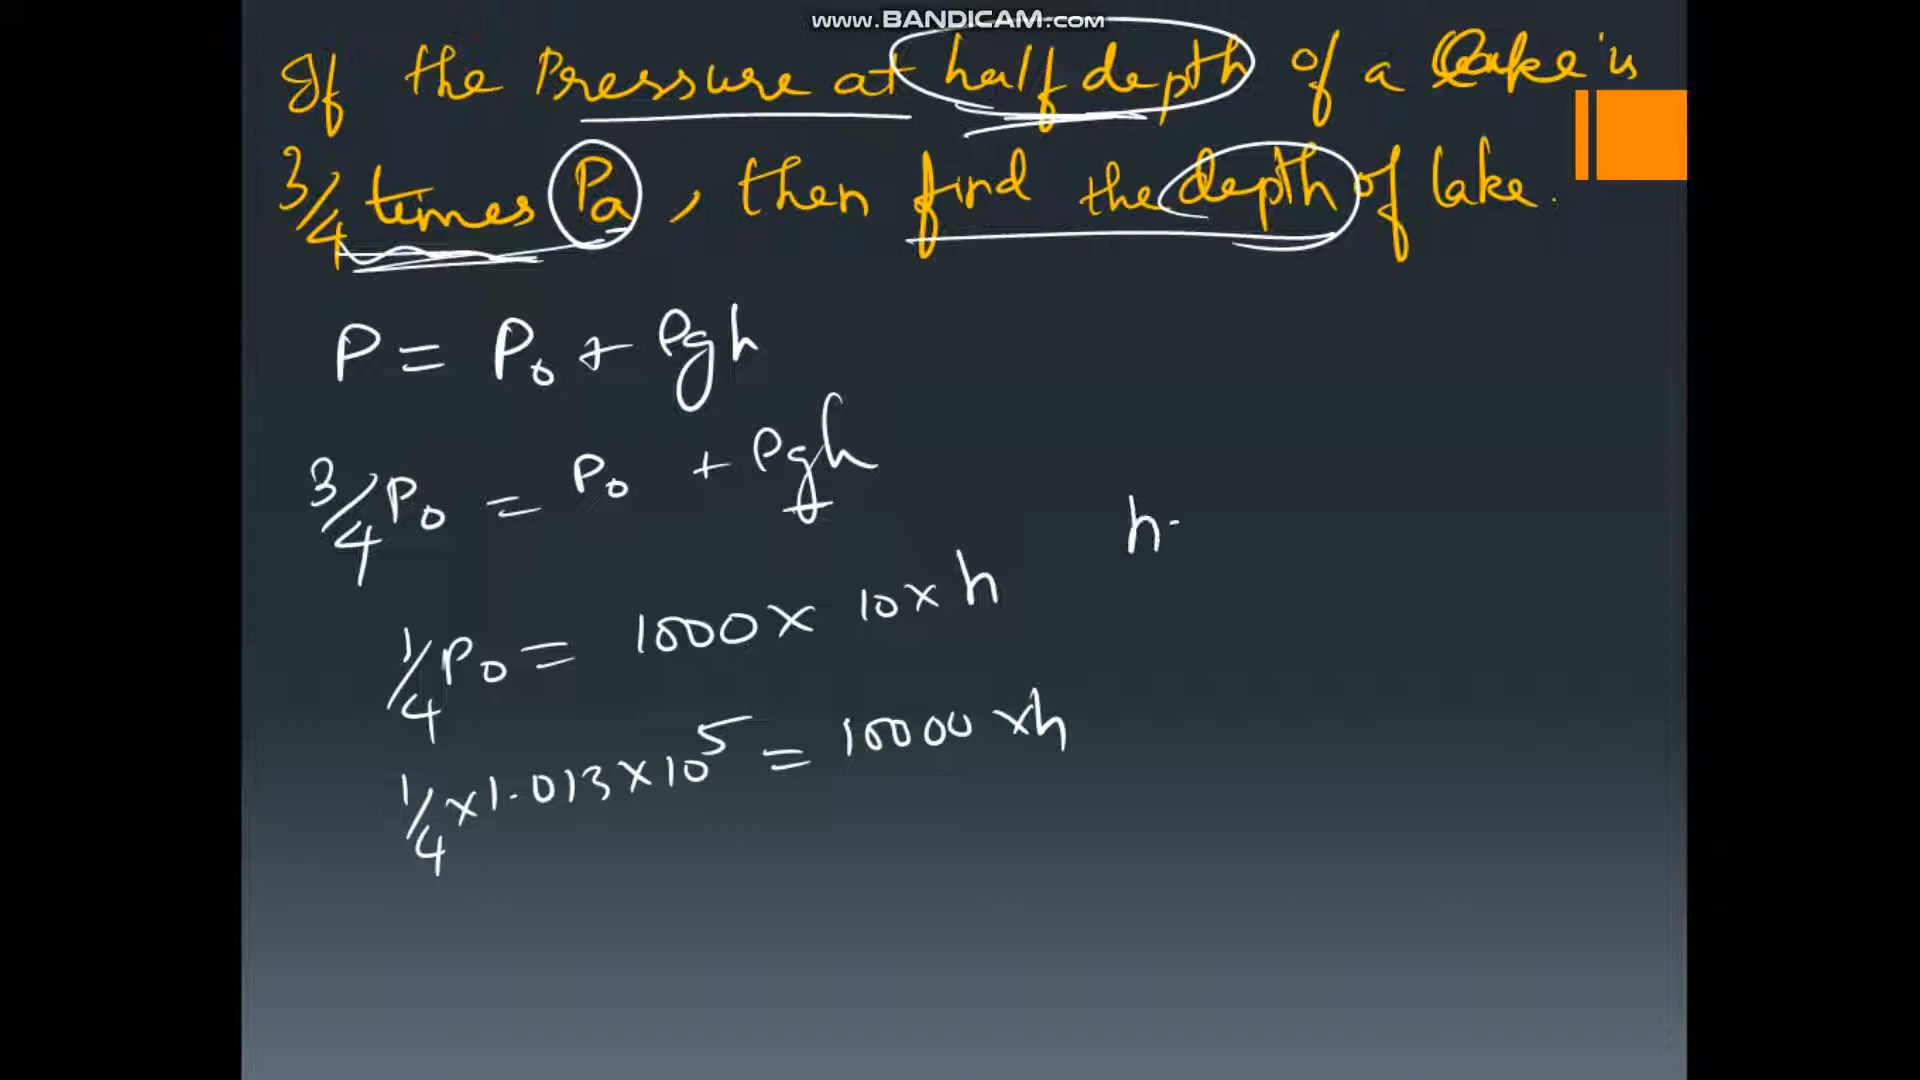 www.BANDICAM.com
If the Pressure at half depth of a lake is
3/4 times Pa, then find the depth of lake.
P = P₀ + ρgh
3/4 P₀ = P₀ + ρgh
h-
1/4 P₀ = 1000 × 10 × h
1/4 × 1.013 × 10⁵ = 10000 × h